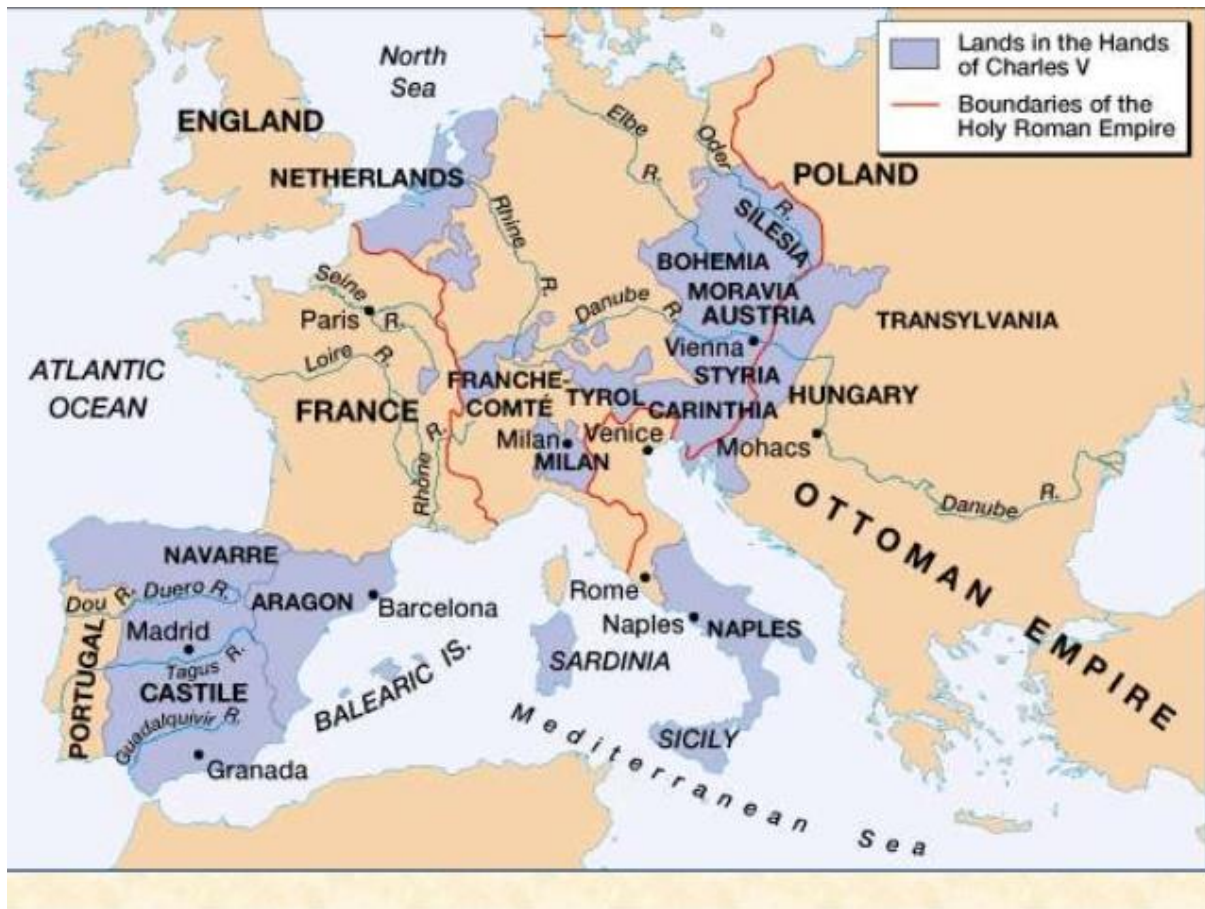 Lands in the Hands
of Charles V
Boundaries of the
Holy Roman Empire
North
Sea
ENGLAND
NETHERLANDS
Elbe
R.
Oder
R.
POLAND
SILESIA
Rhine
R.
BOHEMIA
MORAVIA
AUSTRIA
Seine
R.
Paris
Danube
R.
Vienna
TRANSYLVANIA
Loire
R.
ATLANTIC
OCEAN
FRANCE
FRANCHE-
COMTÉ
TYROL
STYRIA
CARINTHIA
HUNGARY
Milan
MILAN
Venice
Mohacs
Rhône
R.
Danube
R.
OTTOMAN EMPIRE
NAVARRE
ARAGON
Barcelona
Dou R.
Duero R.
Madrid
Tagus R.
PORTUGAL
CASTILE
Guadalquivir R.
Granada
BALEARIC IS.
Rome
Naples
NAPLES
SARDINIA
SICILY
Mediterranean Sea